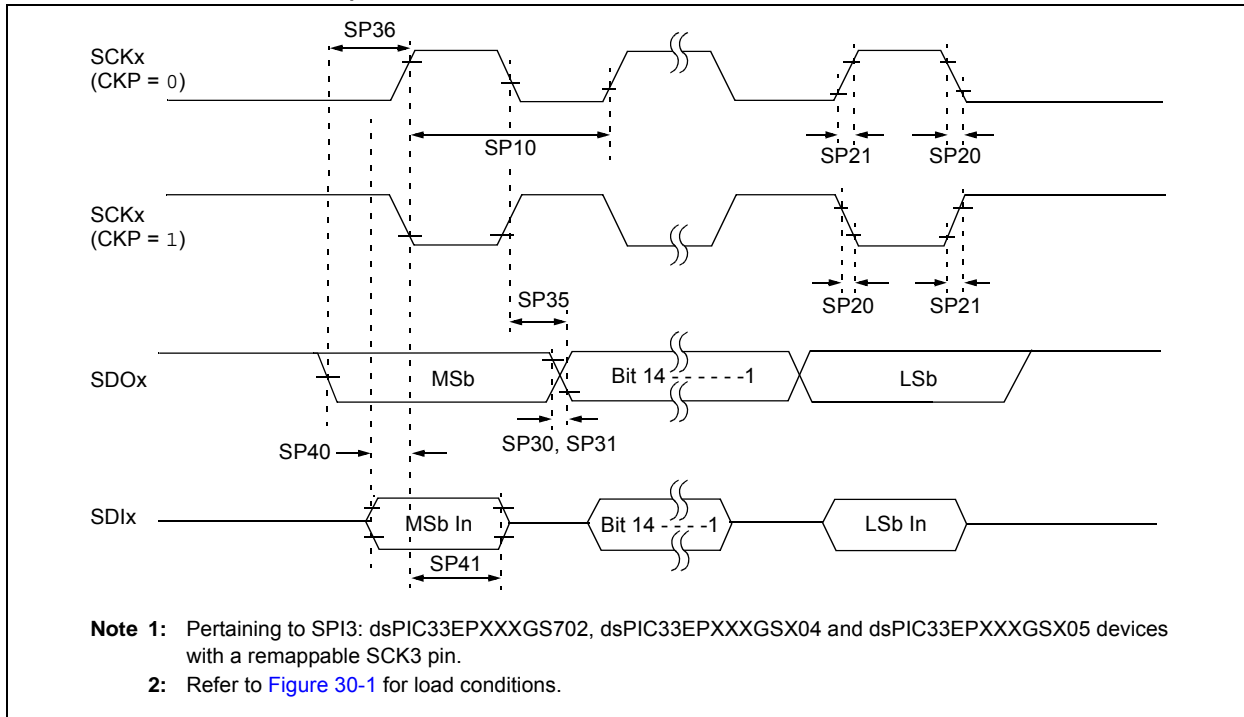 SP36
SCKx
(CKP = 0)
SP10
SP21
SP20
SCKx
(CKP = 1)
SP35
SP20
SP21
SDOx
MSb
Bit 14 - - - - - -1
LSb
SP40
SP30, SP31
SDIx
MSb In
Bit 14 - - - -1
LSb In
SP41
Note 1: Pertaining to SPI3: dsPIC33EPXXXGS702, dsPIC33EPXXXGSX04 and dsPIC33EPXXXGSX05 devices
with a remappable SCK3 pin.
2: Refer to Figure 30-1 for load conditions.